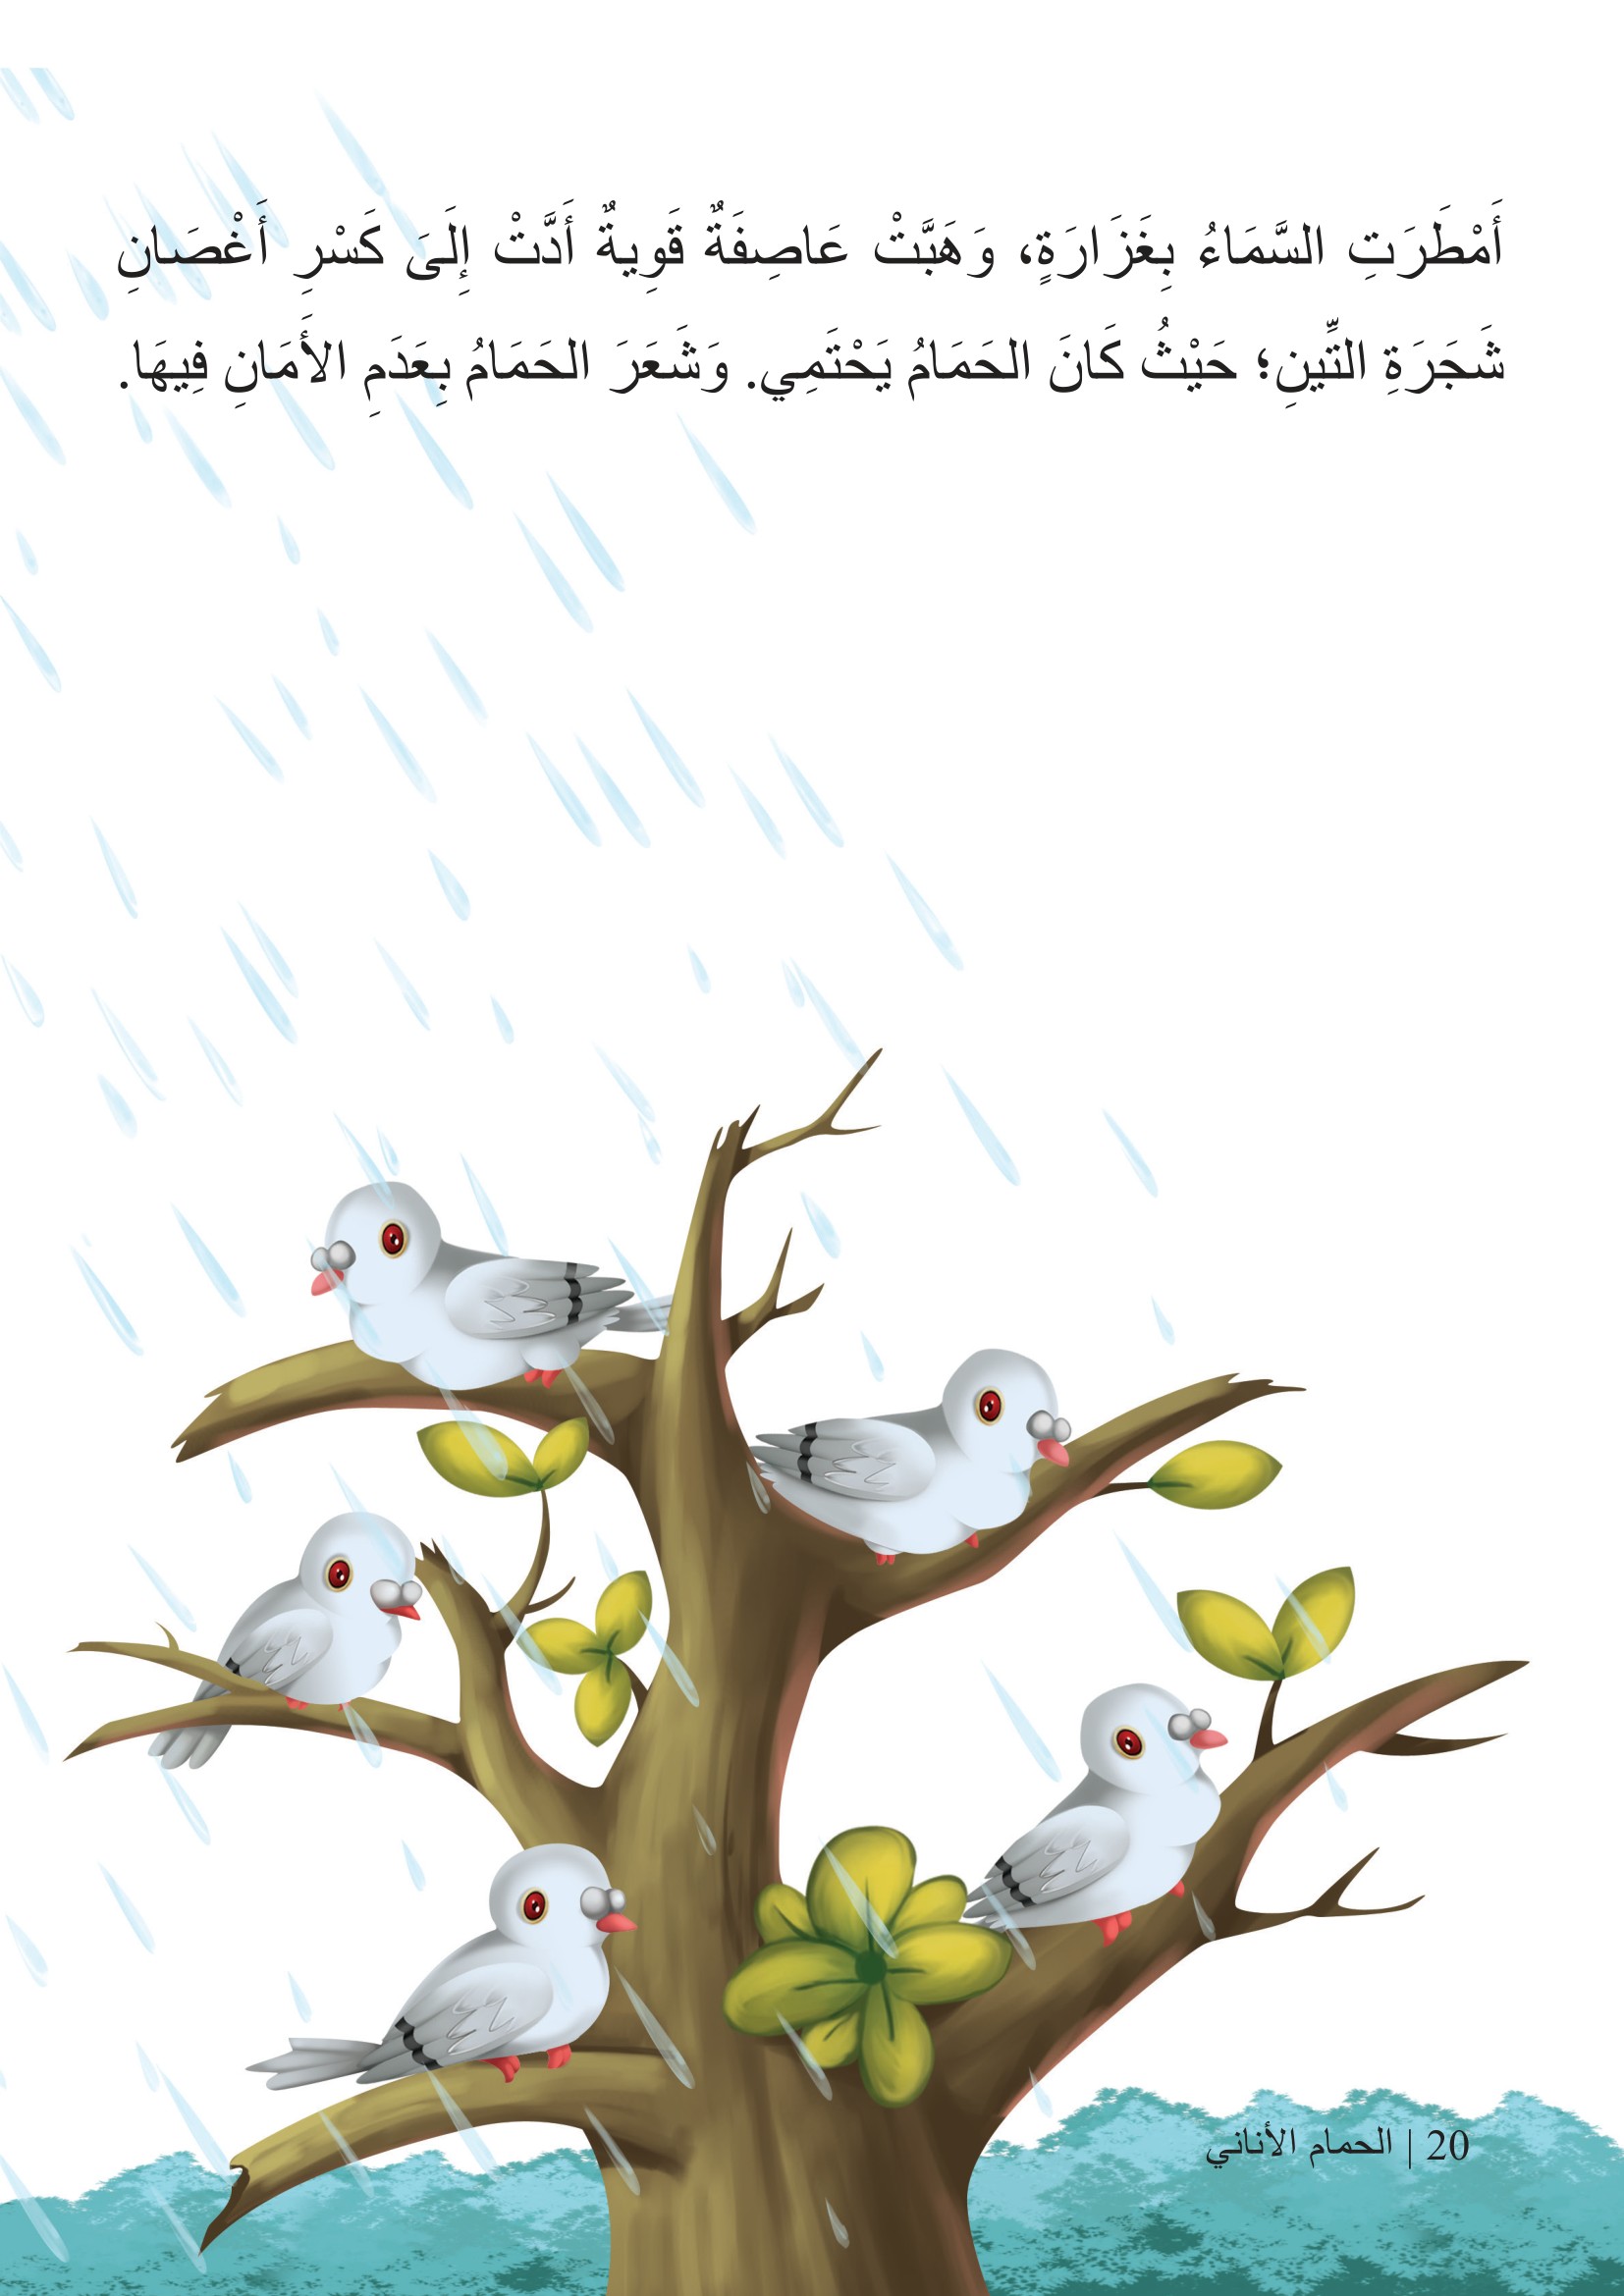 أَمْطَرَتِ السَّمَاءُ بِغَزَارَةٍ، وَهَبَّتْ عَاصِفَةٌ قَوِيةٌ أَدَّتْ إِلَىَ كَسْرِ أَغْصَانِ
شَجَرَةِ التِّينِ؛ حَيْثُ كَانَ الحَمَامُ يَحْتَمِي. وَشَعَرَ الحَمَامُ بِعَدَمِ الأَمَانِ فِيهَا.
20 | الحمام الأناني